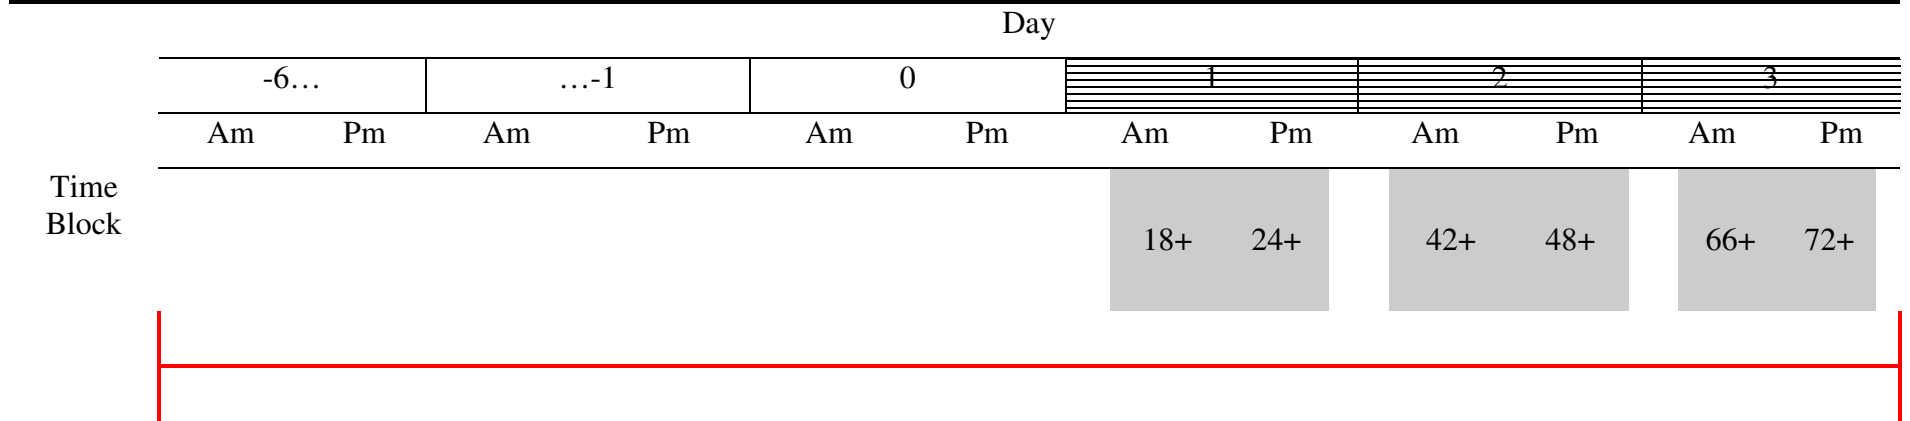 Day
-6… …-1 0 1 2 3
Am Pm Am Pm Am Pm Am Pm Am Pm Am Pm
Time
Block
18+ 24+ 42+ 48+ 66+ 72+